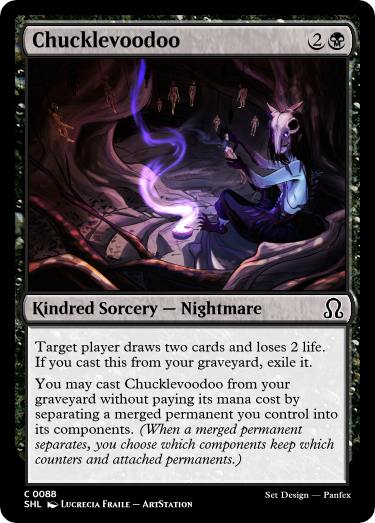 Chucklevoodoo 2
Kindred Sorcery — Nightmare
Target player draws two cards and loses 2 life.
If you cast this from your graveyard, exile it.
You may cast Chucklevoodoo from your
graveyard without paying its mana cost by
separating a merged permanent you control into
its components. (When a merged permanent
separates, you choose which components keep which
counters and attached permanents.)
C 0088
SHL Lucrecia Fraile — ArtStation
Set Design — Panfex